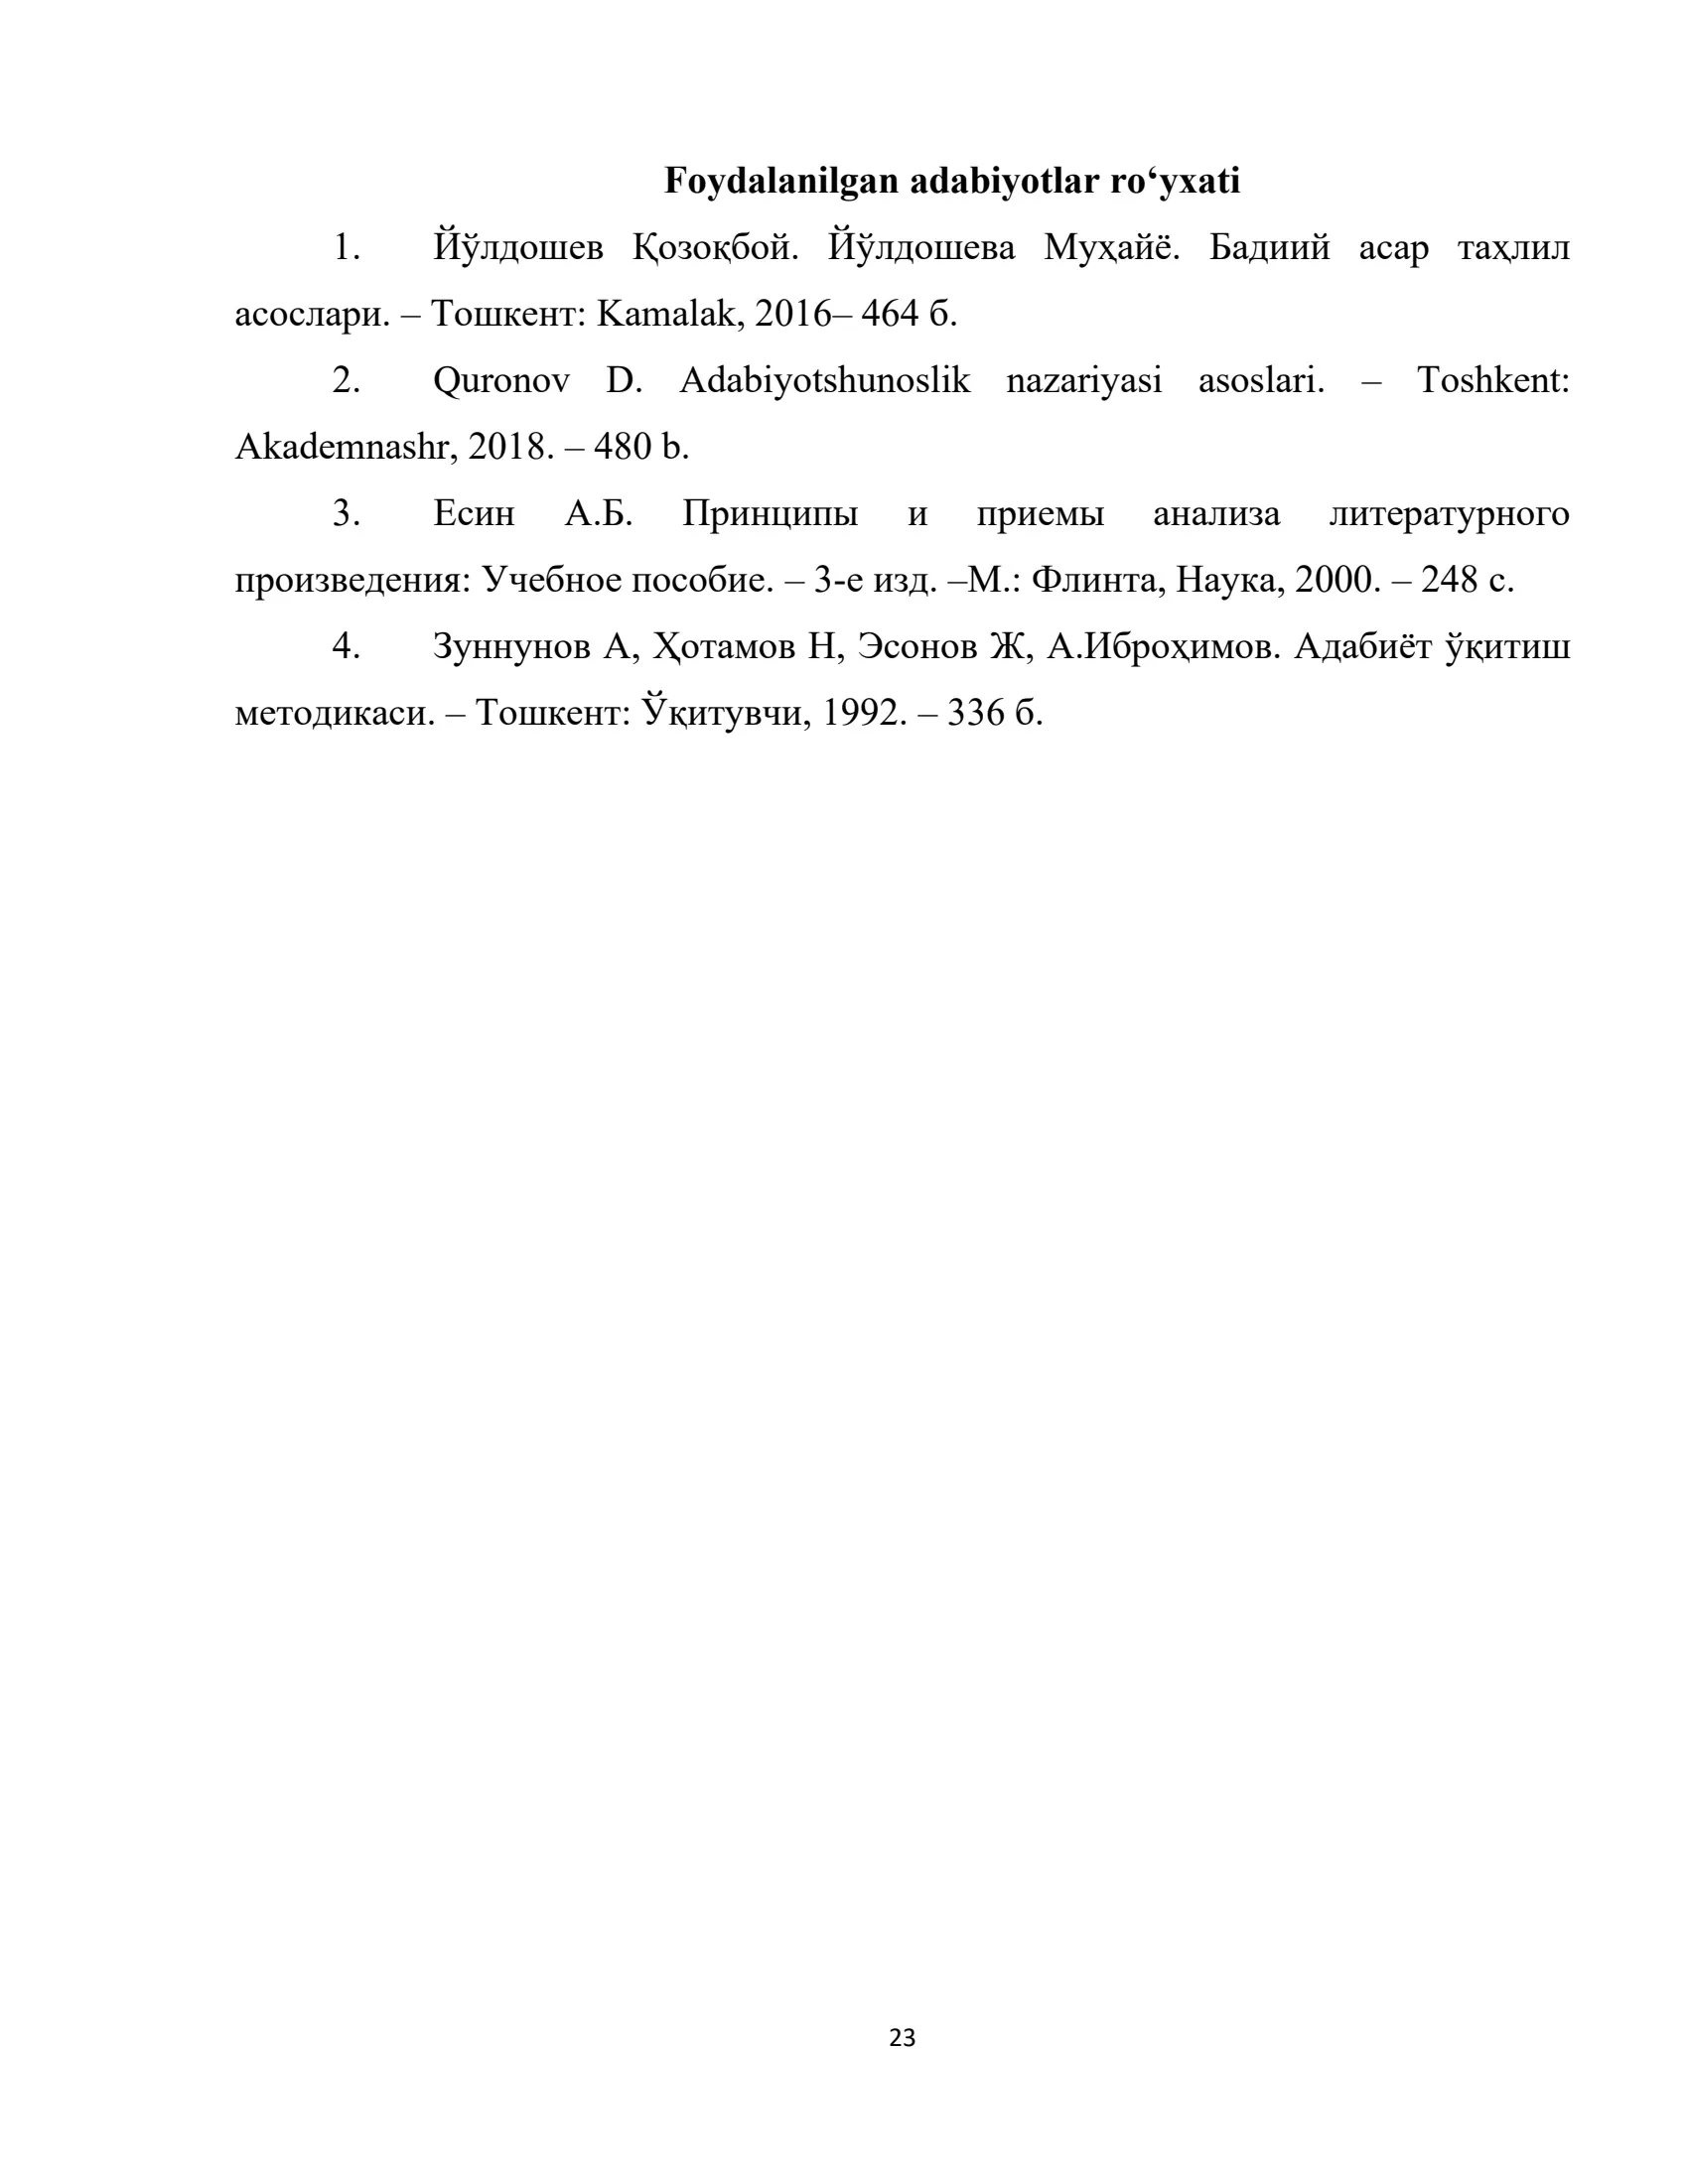 Foydalanilgan adabiyotlar ro‘yxati
1. Йўлдошев Қозоқбой. Йўлдошева Муҳайё. Бадиий асар таҳлил
асослари. – Тошкент: Kamalak, 2016– 464 б.
2. Quronov D. Adabiyotshunoslik nazariyasi asoslari. – Toshkent:
Akademnashr, 2018. – 480 b.
3. Есин А.Б. Принципы и приемы анализа литературного
произведения: Учебное пособие. – 3-е изд. –М.: Флинта, Наука, 2000. – 248 с.
4. Зуннунов А, Ҳотамов Н, Эсонов Ж, А.Иброҳимов. Адабиёт ўқитиш
методикаси. – Тошкент: Ўқитувчи, 1992. – 336 б.
23